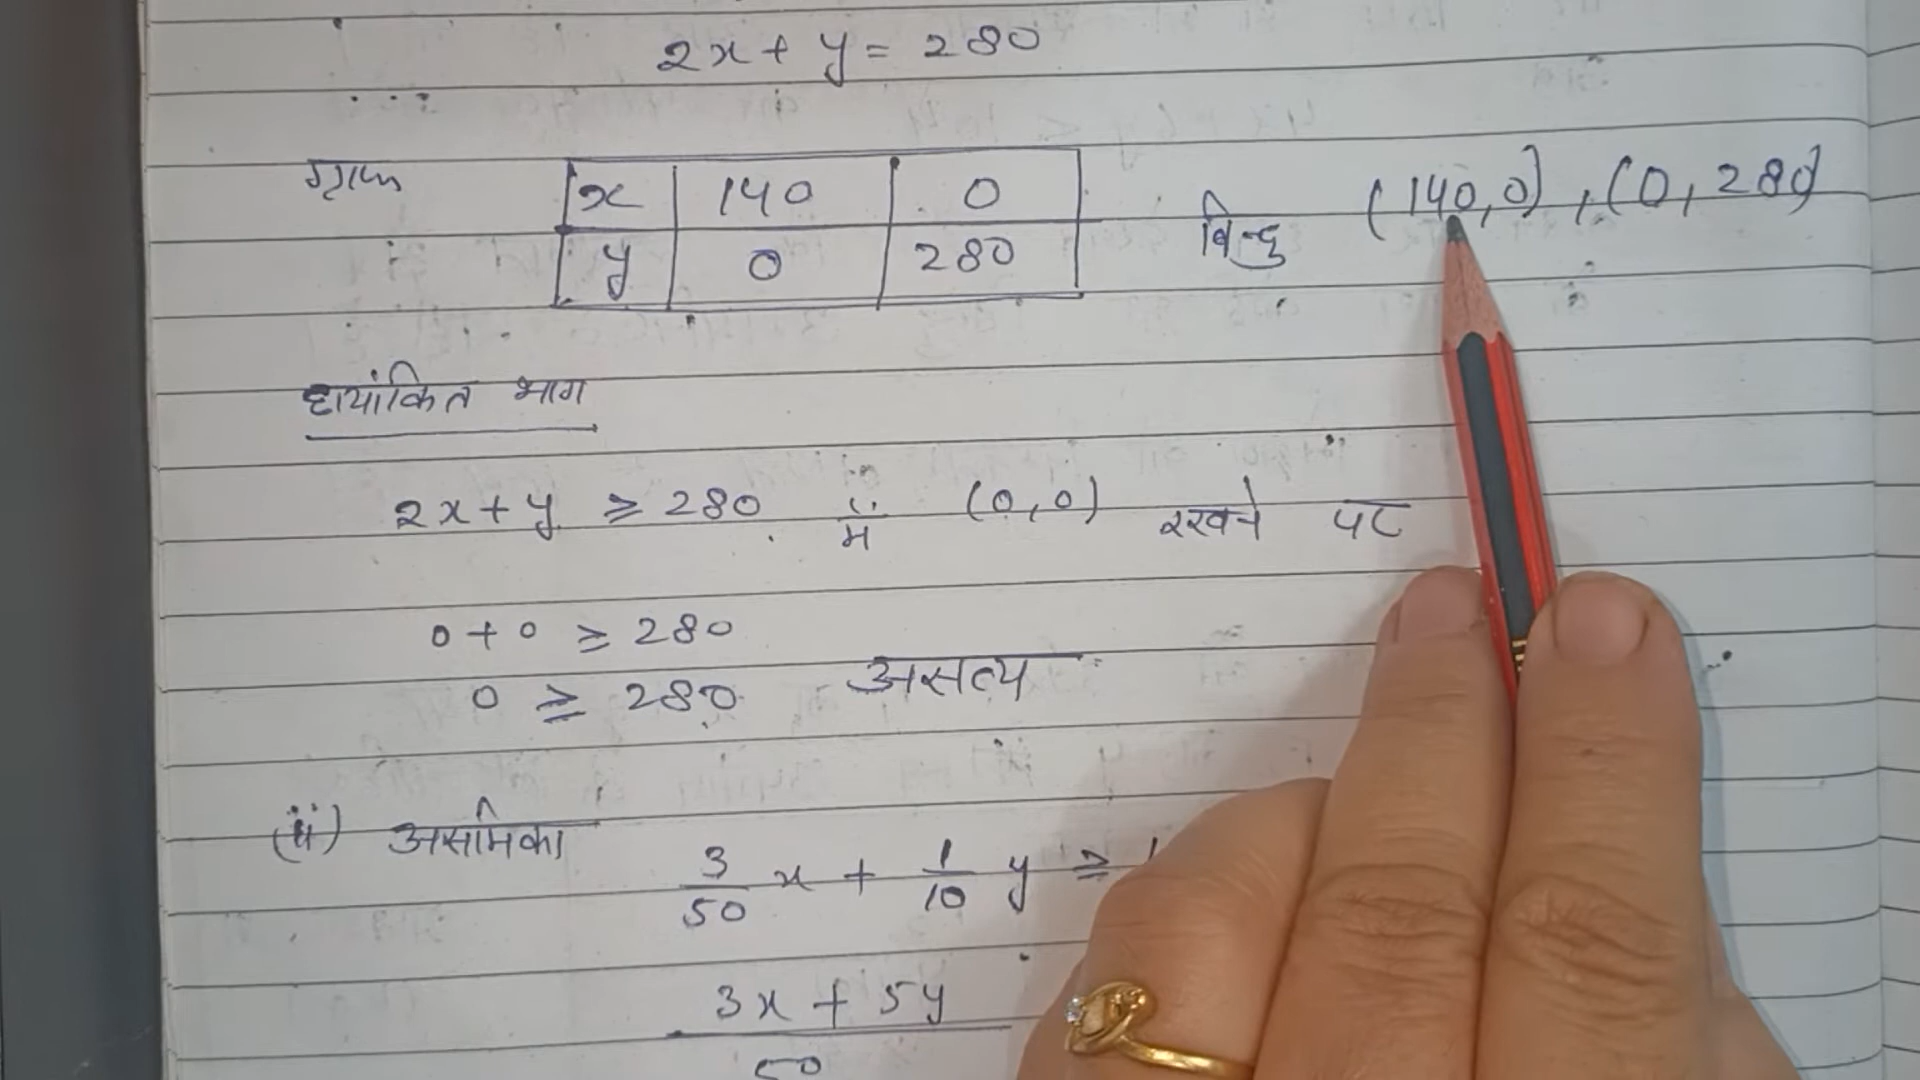 2x + y = 280
ग्राफ
x 140 0
y 0 280
बिन्दु (140, 0), (0, 280)
छायांकित भाग
2x + y ≥ 280 में (0, 0) रखने पर
0 + 0 ≥ 280
0 ≥ 280 असत्य
(ii) असमिका
3/50 x + 1/10 y ≥
3x + 5y
50